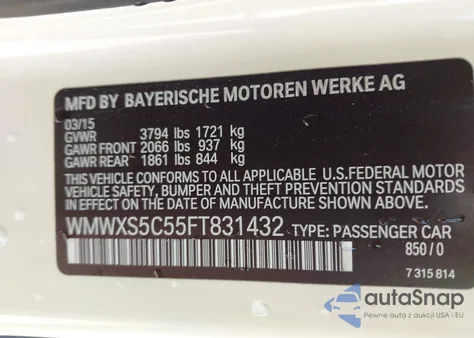 MFD BY BAYERISCHE MOTOREN WERKE AG
03/15
GVWR 3794 lbs 1721 kg
GAWR FRONT 2066 lbs 937 kg
GAWR REAR 1861 lbs 844 kg
THIS VEHICLE CONFORMS TO ALL APPLICABLE U.S.FEDERAL MOTOR
VEHICLE SAFETY, BUMPER AND THEFT PREVENTION STANDARDS
IN EFFECT ON THE DATE OF MANUFACTURE SHOWN ABOVE.
WMWXS5C55FT831432 TYPE: PASSENGER CAR
850/0
7 315 814
autoSnap
Pewne auta z aukcji USA i EU